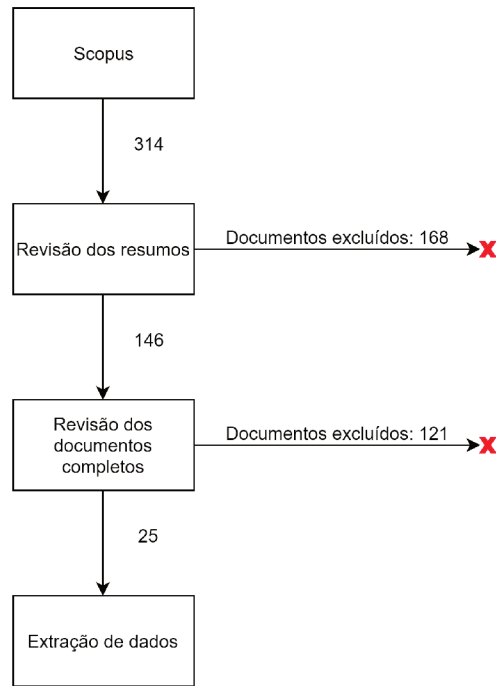 Scopus
314
Revisão dos resumos
Documentos excluídos: 168
X
146
Revisão dos
documentos
completos
Documentos excluídos: 121
X
25
Extração de dados